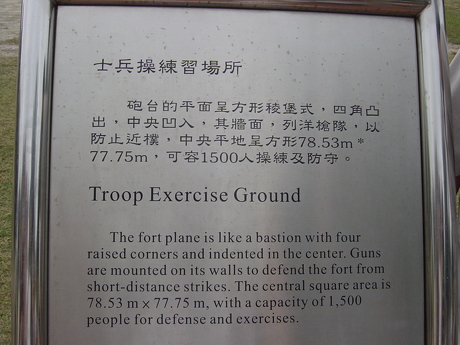 士兵操練習場所
砲台的平面呈方形稜堡式，四角凸
出，中央凹入，其牆面，列洋槍隊，以
防止近撲，中央平地呈方形78.53m*
77.75m，可容1500人操練及防守。
Troop Exercise Ground
The fort plane is like a bastion with four
raised corners and indented in the center. Guns
are mounted on its walls to defend the fort from
short-distance strikes. The central square area is
78.53 m × 77.75 m, with a capacity of 1,500
people for defense and exercises.